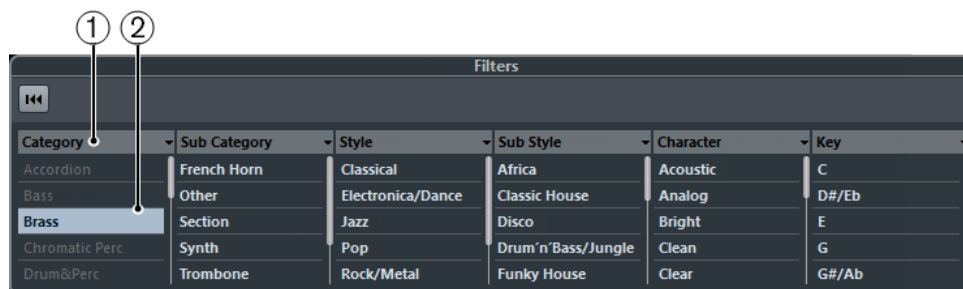 1 2
Filters
Category Sub Category Style Sub Style Character Key
Accordion French Horn Classical Africa Acoustic C
Bass Other Electronica/Dance Classic House Analog D#/Eb
Brass Section Jazz Disco Bright E
Chromatic Perc Synth Pop Drum´n´Bass/Jungle Clean G
Drum&Perc Trombone Rock/Metal Funky House Clear G#/Ab